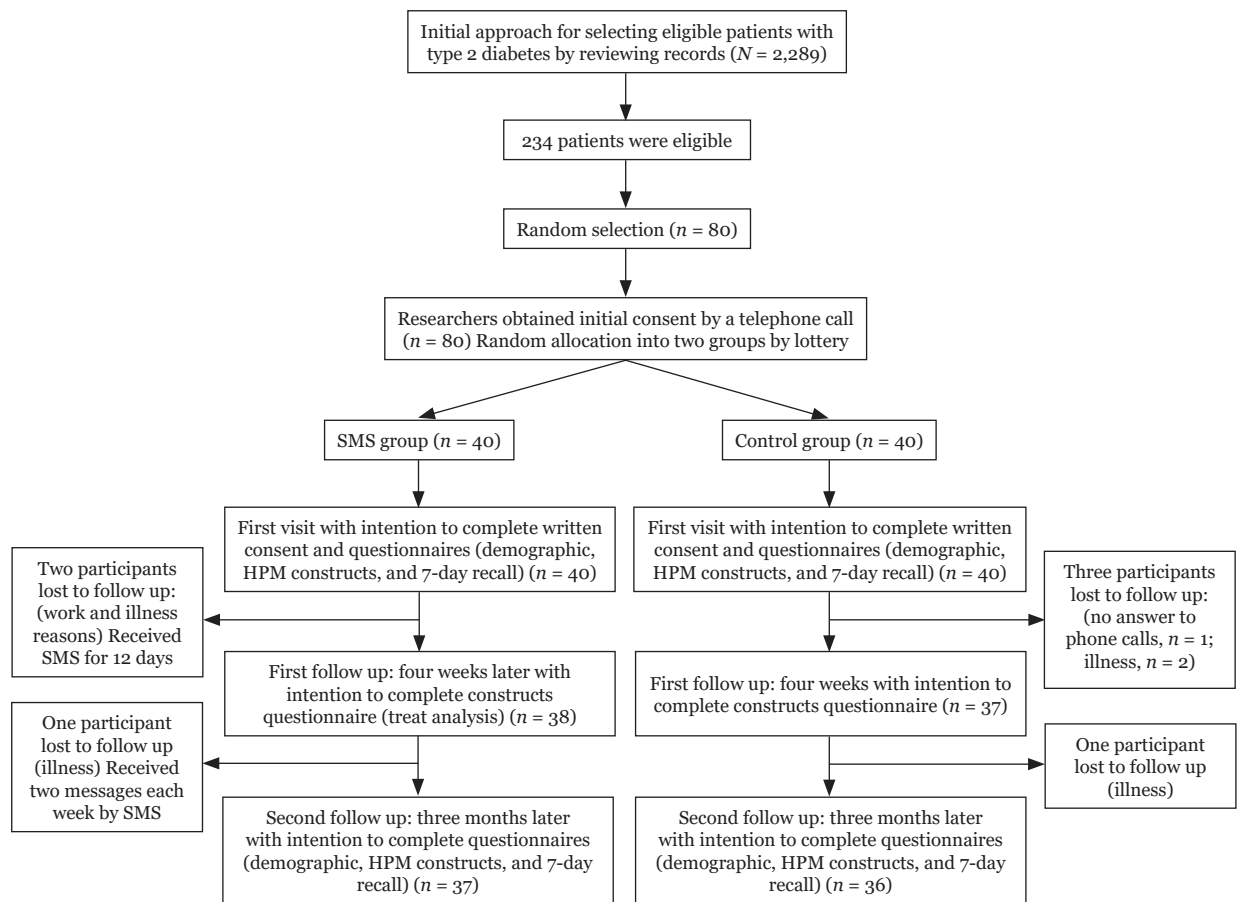 Initial approach for selecting eligible patients with
type 2 diabetes by reviewing records (N = 2,289)
234 patients were eligible
Random selection (n = 80)
Researchers obtained initial consent by a telephone call
(n = 80) Random allocation into two groups by lottery
SMS group (n = 40)
Control group (n = 40)
First visit with intention to complete written
consent and questionnaires (demographic,
HPM constructs, and 7-day recall) (n = 40)
First visit with intention to complete written
consent and questionnaires (demographic,
HPM constructs, and 7-day recall) (n = 40)
Two participants
lost to follow up:
(work and illness
reasons) Received
SMS for 12 days
Three participants
lost to follow up:
(no answer to
phone calls, n = 1;
illness, n = 2)
First follow up: four weeks later with
intention to complete constructs
questionnaire (treat analysis) (n = 38)
First follow up: four weeks with intention to
complete constructs questionnaire (n = 37)
One participant
lost to follow up
(illness) Received
two messages each
week by SMS
One participant
lost to follow up
(illness)
Second follow up: three months later
with intention to complete questionnaires
(demographic, HPM constructs, and 7-day
recall) (n = 37)
Second follow up: three months later
with intention to complete questionnaires
(demographic, HPM constructs, and 7-day
recall) (n = 36)